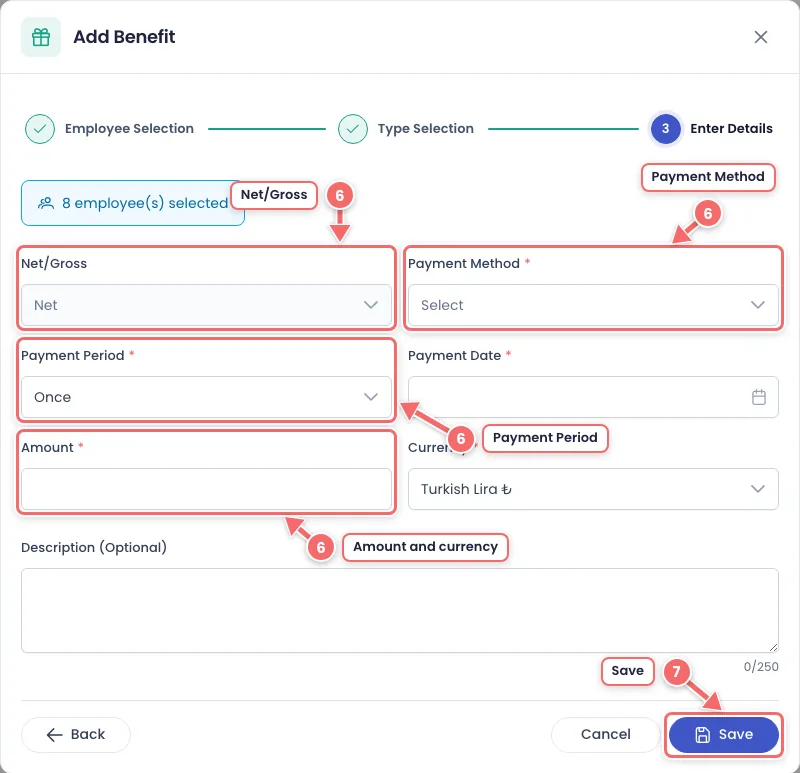 Add Benefit
Employee Selection
Type Selection
3 Enter Details
8 employee(s) selected
Net/Gross
6
Payment Method
6
Net/Gross
Payment Method *
Net
Select
Payment Period *
Payment Date *
Once
6
Payment Period
Amount *
Turkish Lira ₺
6
Amount and currency
Description (Optional)
0/250
Save
7
Back
Cancel
Save